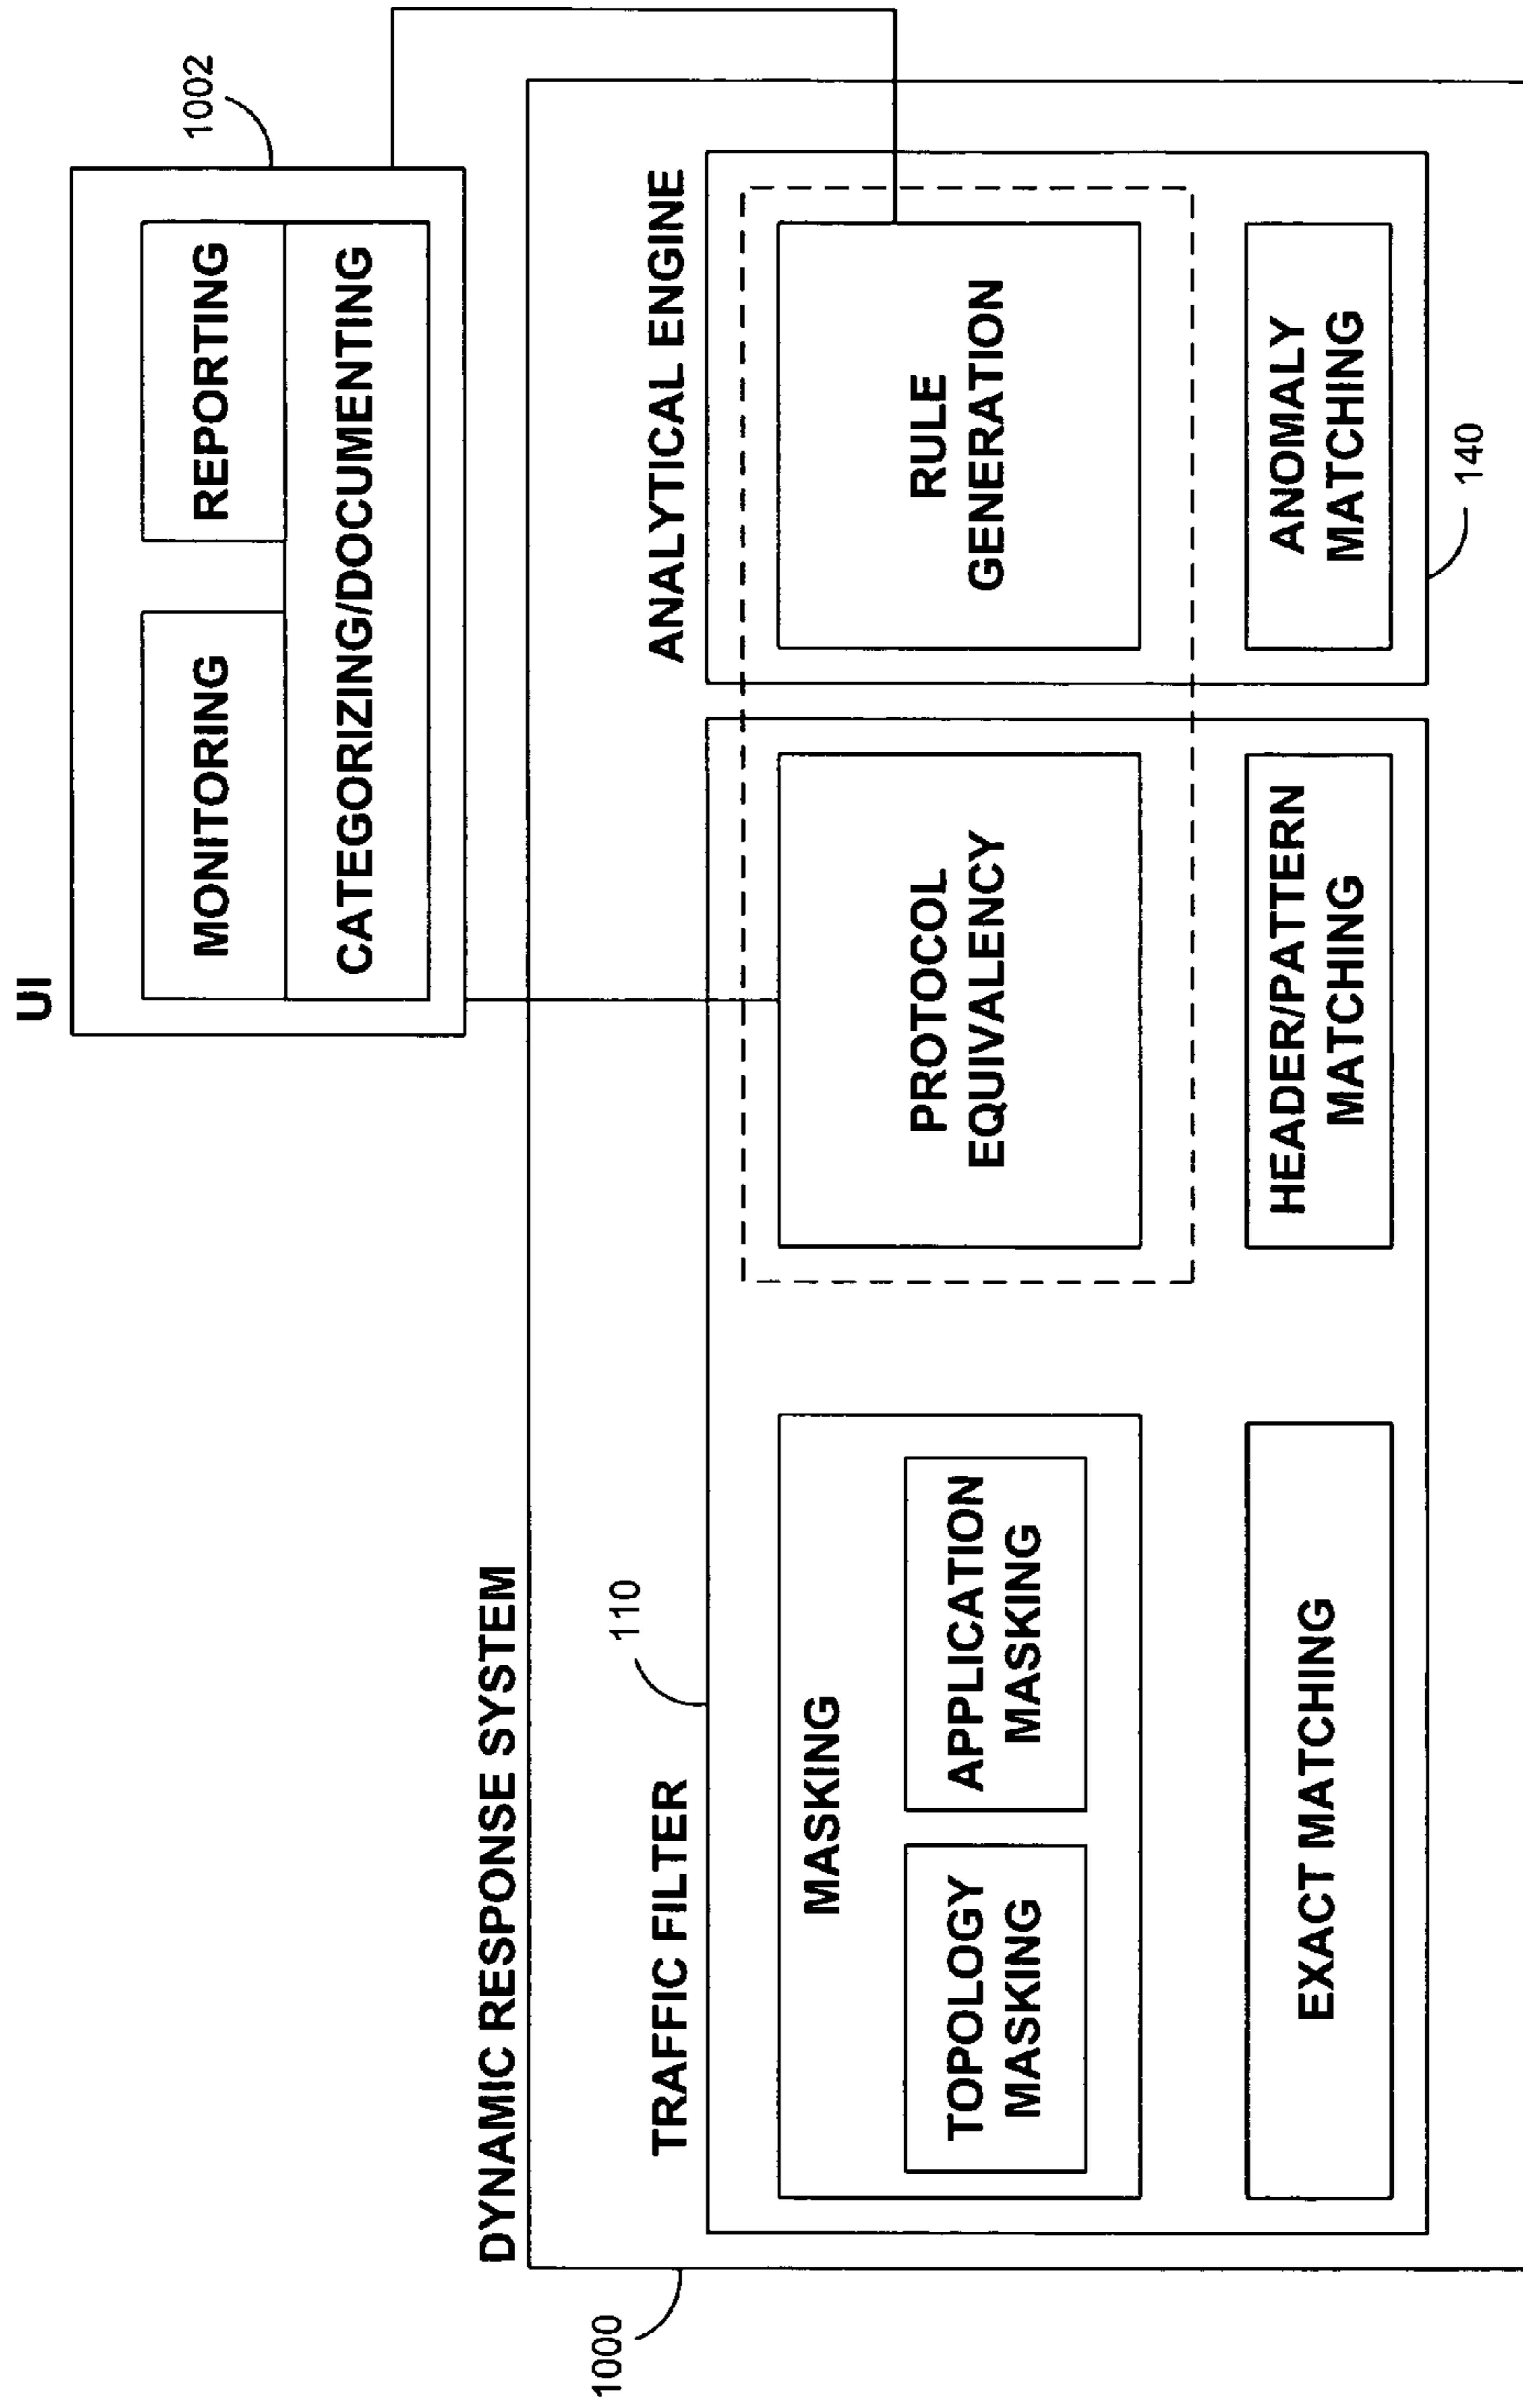 UI
1002
MONITORING
REPORTING
CATEGORIZING/DOCUMENTING
DYNAMIC RESPONSE SYSTEM
1000
TRAFFIC FILTER
110
ANALYTICAL ENGINE
MASKING
TOPOLOGY
MASKING
APPLICATION
MASKING
PROTOCOL
EQUIVALENCY
RULE
GENERATION
EXACT MATCHING
HEADER/PATTERN
MATCHING
ANOMALY
MATCHING
140